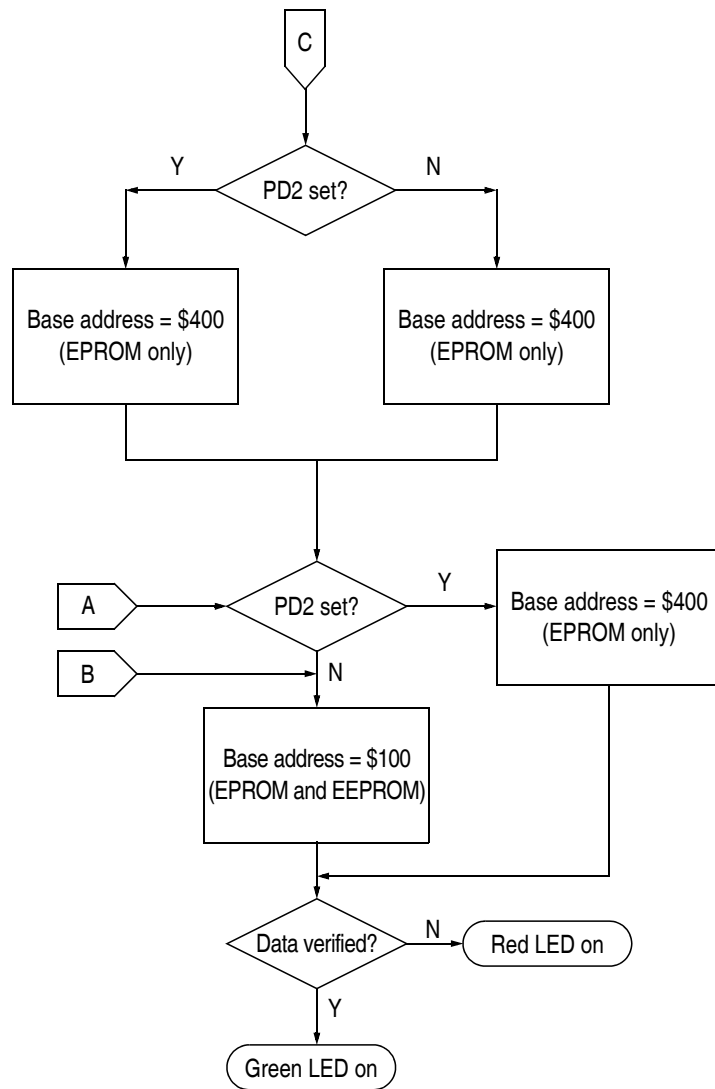 C
PD2 set?
Y
N
Base address = $400
(EPROM only)
Base address = $400
(EPROM only)
A
PD2 set?
Y
Base address = $400
(EPROM only)
B
N
Base address = $100
(EPROM and EEPROM)
Data verified?
N
Red LED on
Y
Green LED on